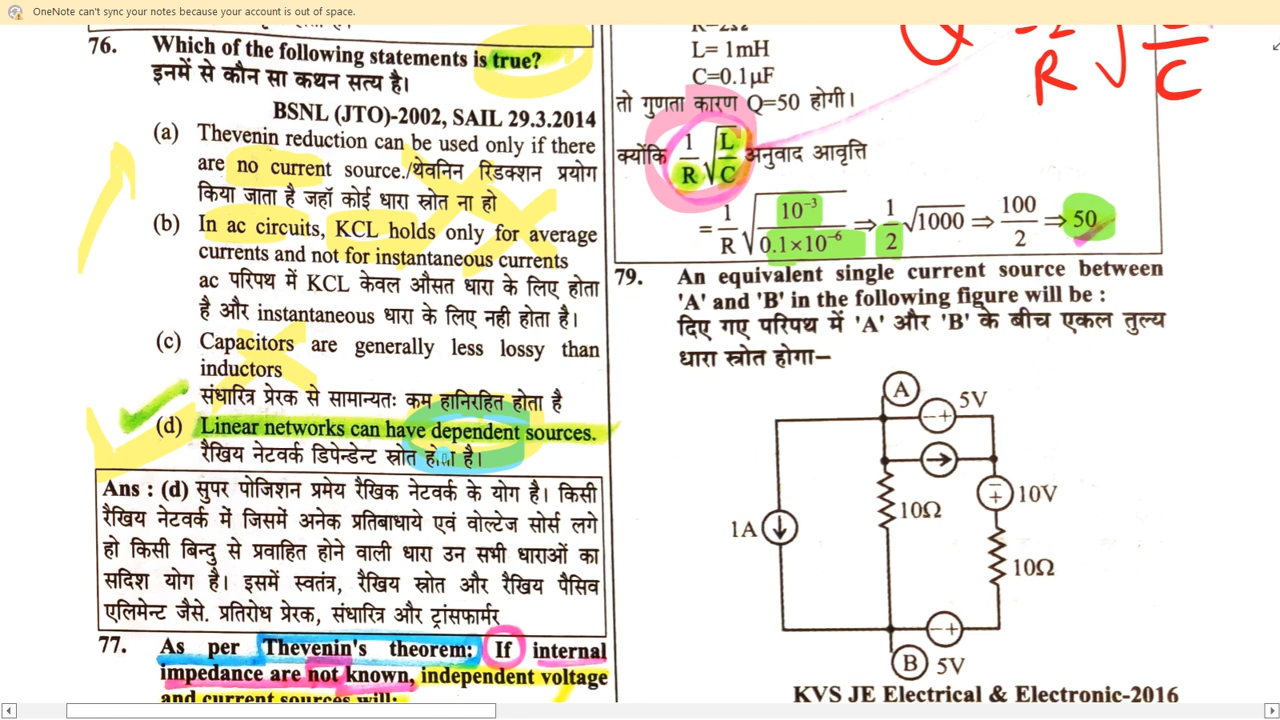 OneNote can't sync your notes because your account is out of space.
76. Which of the following statements is true?
इनमें से कौन सा कथन सत्य है।
BSNL (JTO)-2002, SAIL 29.3.2014
(a) Thevenin reduction can be used only if there
are no current source./थेवनिन रिडक्शन प्रयोग
किया जाता है जहाँ कोई धारा स्रोत ना हो
(b) In ac circuits, KCL holds only for average
currents and not for instantaneous currents
ac परिपथ में KCL केवल औसत धारा के लिए होता
है और instantaneous धारा के लिए नही होता है।
(c) Capacitors are generally less lossy than
inductors
संधारित्र प्रेरक से सामान्यतः कम हानिरहित होता है
(d) Linear networks can have dependent sources.
रैखिय नेटवर्क डिपेन्डेन्ट स्रोत होता है।
Ans : (d) सुपर पोजिशन प्रमेय रैखिक नेटवर्क के योग है। किसी
रैखिय नेटवर्क में जिसमें अनेक प्रतिबाधाये एवं वोल्टेज सोर्स लगे
हो किसी बिन्दु से प्रवाहित होने वाली धारा उन सभी धाराओं का
सदिश योग है। इसमें स्वतंत्र, रैखिय स्रोत और रैखिय पैसिव
एलिमेन्ट जैसे. प्रतिरोध प्रेरक, संधारित्र और ट्रांसफार्मर
77. As per Thevenin's theorem: If internal
impedance are not known, independent voltage
and current sources will:
R=2Ω
L= 1mH
C=0.1μF
तो गुणता कारण Q=50 होगी।
क्योंकि 1/R √L/C अनुवाद आवृत्ति
= 1/R √10⁻³/0.1×10⁻⁶ ⇒ 1/2 √1000 ⇒ 100/2 ⇒ 50
R C
79. An equivalent single current source between
'A' and 'B' in the following figure will be :
दिए गए परिपथ में 'A' और 'B' के बीच एकल तुल्य
धारा स्रोत होगा–
A
5V
10V
10Ω
1A
10Ω
B 5V
KVS JE Electrical & Electronic-2016